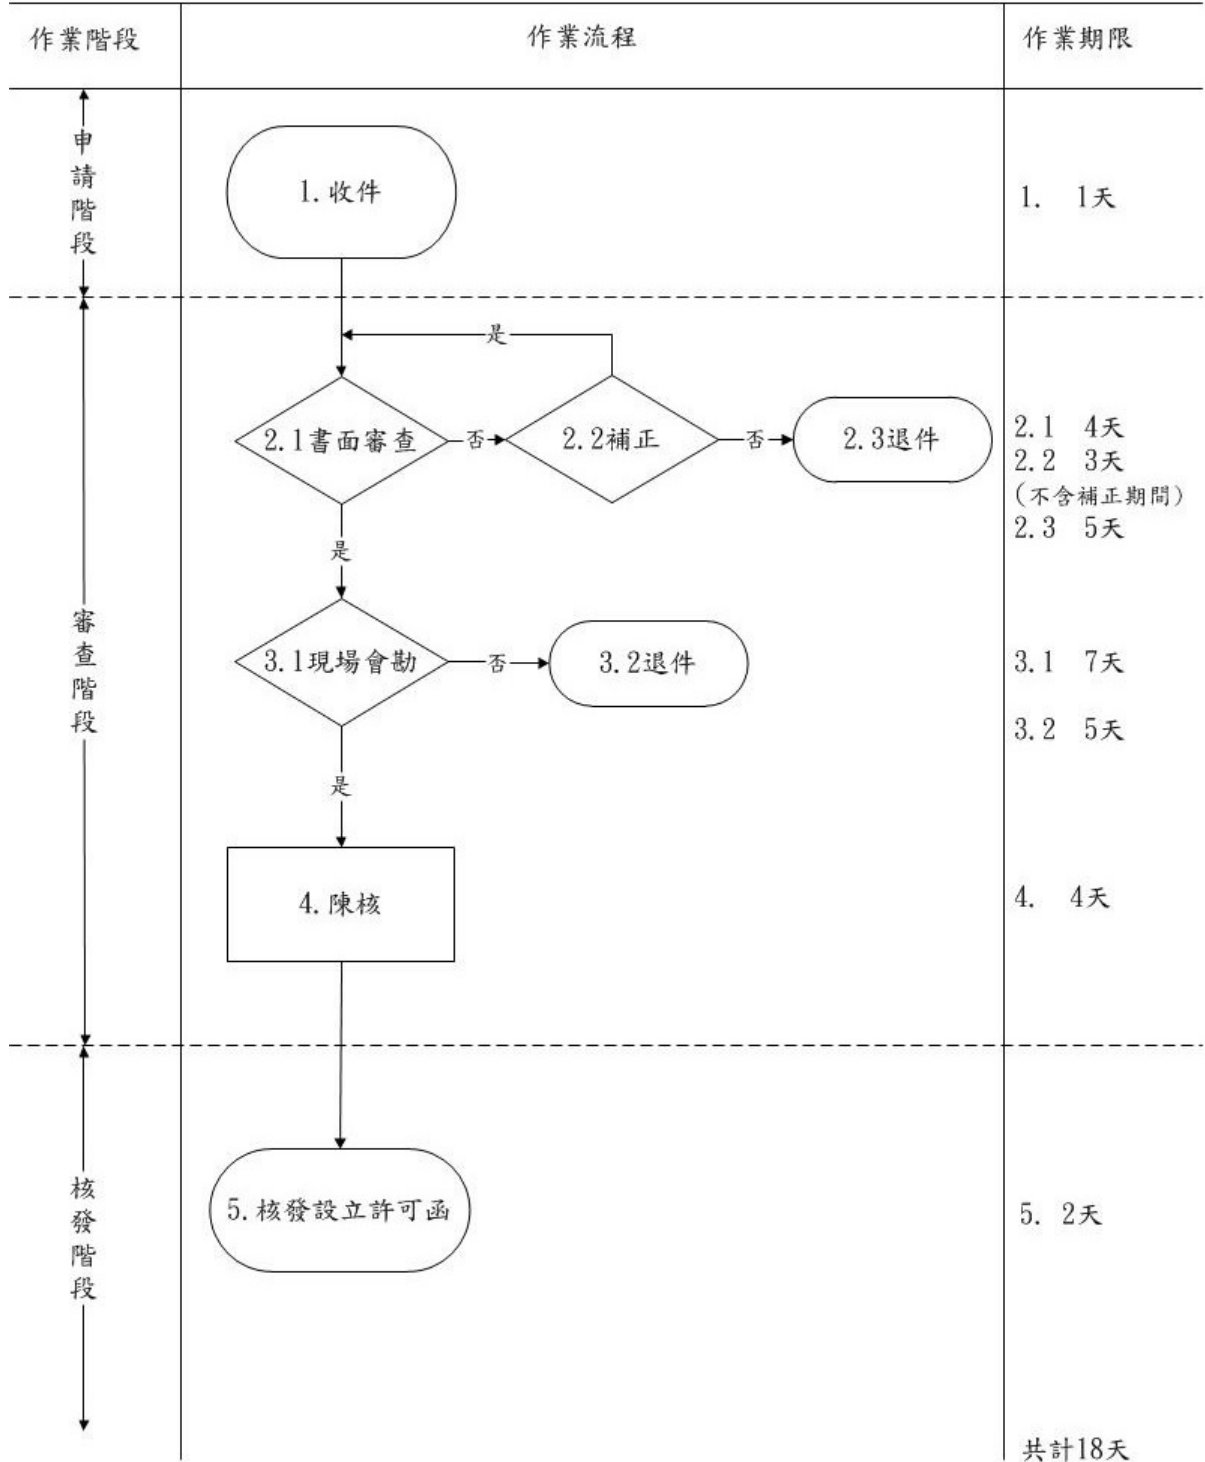 作業階段
作業流程
作業期限
申請階段
1.收件
1. 1天
是
2.1書面審查
否
2.2補正
否
2.3退件
2.1 4天
2.2 3天
(不含補正期間)
2.3 5天
是
審查階段
3.1現場會勘
否
3.2退件
3.1 7天
3.2 5天
是
4.陳核
4. 4天
核發階段
5.核發設立許可函
5. 2天
共計18天